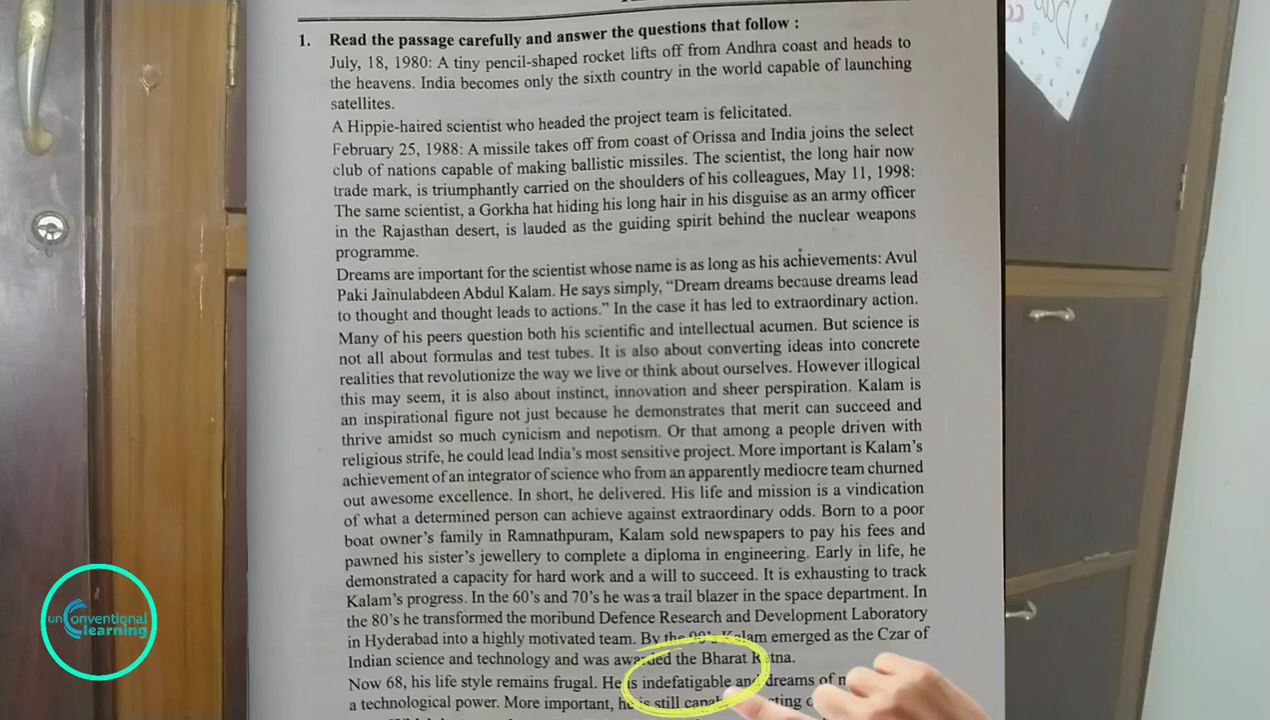 1. Read the passage carefully and answer the questions that follow :
July, 18, 1980: A tiny pencil-shaped rocket lifts off from Andhra coast and heads to
the heavens. India becomes only the sixth country in the world capable of launching
satellites.
A Hippie-haired scientist who headed the project team is felicitated.
February 25, 1988: A missile takes off from coast of Orissa and India joins the select
club of nations capable of making ballistic missiles. The scientist, the long hair now
trade mark, is triumphantly carried on the shoulders of his colleagues, May 11, 1998:
The same scientist, a Gorkha hat hiding his long hair in his disguise as an army officer
in the Rajasthan desert, is lauded as the guiding spirit behind the nuclear weapons
programme.
Dreams are important for the scientist whose name is as long as his achievements: Avul
Paki Jainulabdeen Abdul Kalam. He says simply, “Dream dreams because dreams lead
to thought and thought leads to actions.” In the case it has led to extraordinary action.
Many of his peers question both his scientific and intellectual acumen. But science is
not all about formulas and test tubes. It is also about converting ideas into concrete
realities that revolutionize the way we live or think about ourselves. However illogical
this may seem, it is also about instinct, innovation and sheer perspiration. Kalam is
an inspirational figure not just because he demonstrates that merit can succeed and
thrive amidst so much cynicism and nepotism. Or that among a people driven with
religious strife, he could lead India’s most sensitive project. More important is Kalam’s
achievement of an integrator of science who from an apparently mediocre team churned
out awesome excellence. In short, he delivered. His life and mission is a vindication
of what a determined person can achieve against extraordinary odds. Born to a poor
boat owner’s family in Ramnathpuram, Kalam sold newspapers to pay his fees and
pawned his sister’s jewellery to complete a diploma in engineering. Early in life, he
demonstrated a capacity for hard work and a will to succeed. It is exhausting to track
Kalam’s progress. In the 60’s and 70’s he was a trail blazer in the space department. In
the 80’s he transformed the moribund Defence Research and Development Laboratory
in Hyderabad into a highly motivated team. By the 90’s Kalam emerged as the Czar of
Indian science and technology and was awarded the Bharat Ratna.
Now 68, his life style remains frugal. He is indefatigable and dreams of
a technological power. More important, he is still
unConventional
Learning